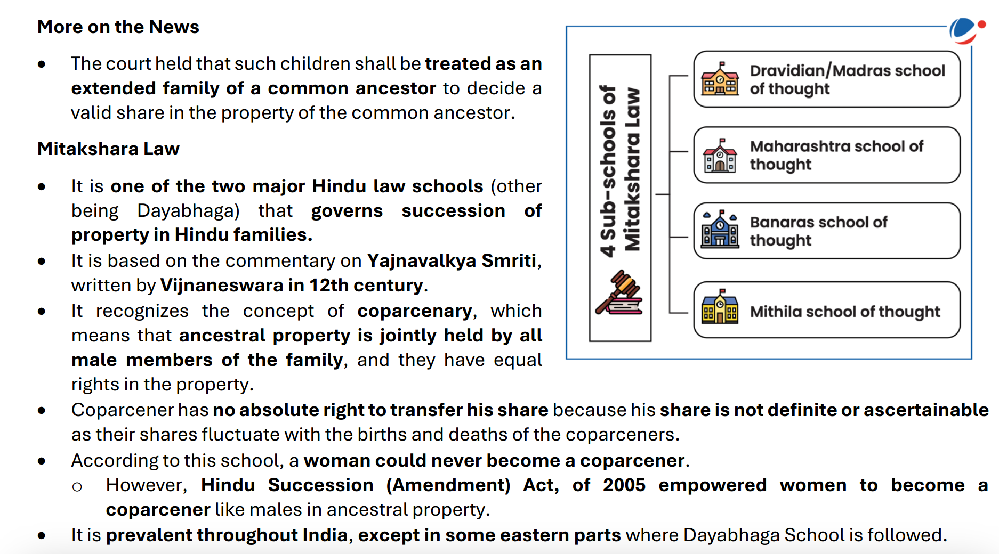 More on the News
• The court held that such children shall be treated as an
extended family of a common ancestor to decide a
valid share in the property of the common ancestor.
Mitakshara Law
• It is one of the two major Hindu law schools (other
being Dayabhaga) that governs succession of
property in Hindu families.
• It is based on the commentary on Yajnavalkya Smriti,
written by Vijnaneswara in 12th century.
• It recognizes the concept of coparcenary, which
means that ancestral property is jointly held by all
male members of the family, and they have equal
rights in the property.
4 Sub-schools of
Mitakshara Law
Dravidian/Madras school
of thought
Maharashtra school of
thought
Banaras school of
thought
Mithila school of thought
• Coparcener has no absolute right to transfer his share because his share is not definite or ascertainable
as their shares fluctuate with the births and deaths of the coparceners.
• According to this school, a woman could never become a coparcener.
o However, Hindu Succession (Amendment) Act, of 2005 empowered women to become a
coparcener like males in ancestral property.
• It is prevalent throughout India, except in some eastern parts where Dayabhaga School is followed.